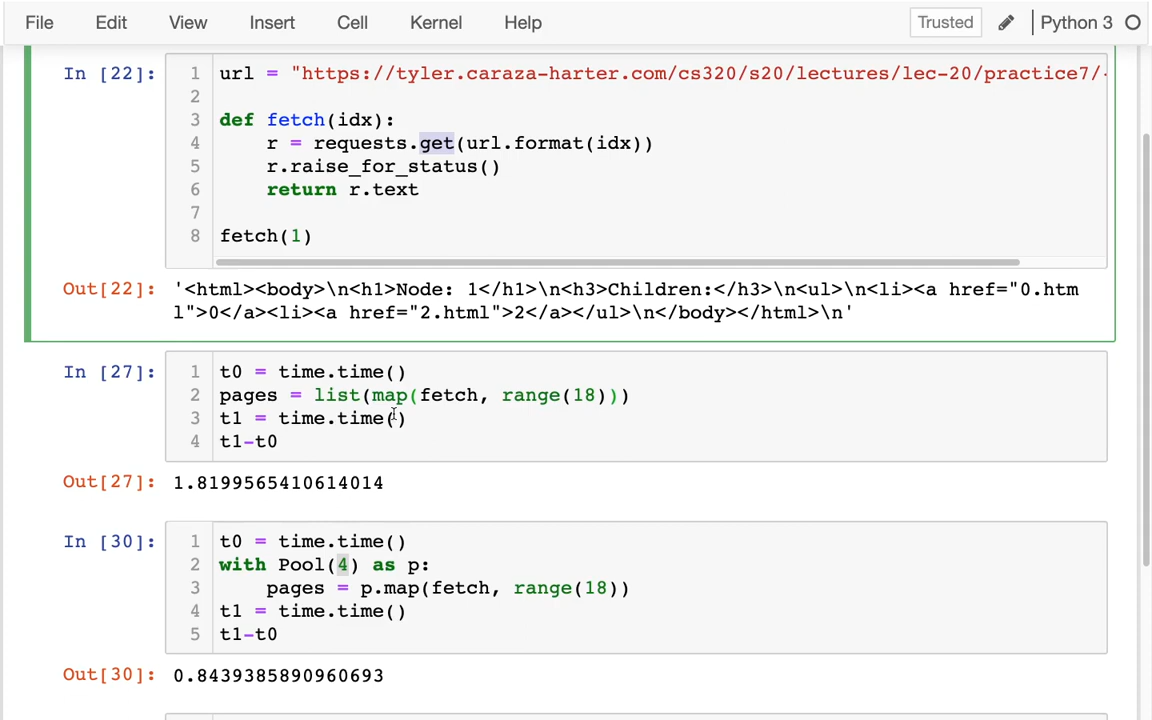 File Edit View Insert Cell Kernel Help Trusted Python 3
In [22]: 1 url = "https://tyler.caraza-harter.com/cs320/s20/lectures/lec-20/practice7/
2
3 def fetch(idx):
4 r = requests.get(url.format(idx))
5 r.raise_for_status()
6 return r.text
7
8 fetch(1)
Out[22]: '<html><body>\n<h1>Node: 1</h1>\n<h3>Children:</h3>\n<ul>\n<li><a href="0.htm
l">0</a><li><a href="2.html">2</a></ul>\n</body></html>\n'
In [27]: 1 t0 = time.time()
2 pages = list(map(fetch, range(18)))
3 t1 = time.time()
4 t1-t0
Out[27]: 1.8199565410614014
In [30]: 1 t0 = time.time()
2 with Pool(4) as p:
3 pages = p.map(fetch, range(18))
4 t1 = time.time()
5 t1-t0
Out[30]: 0.8439385890960693